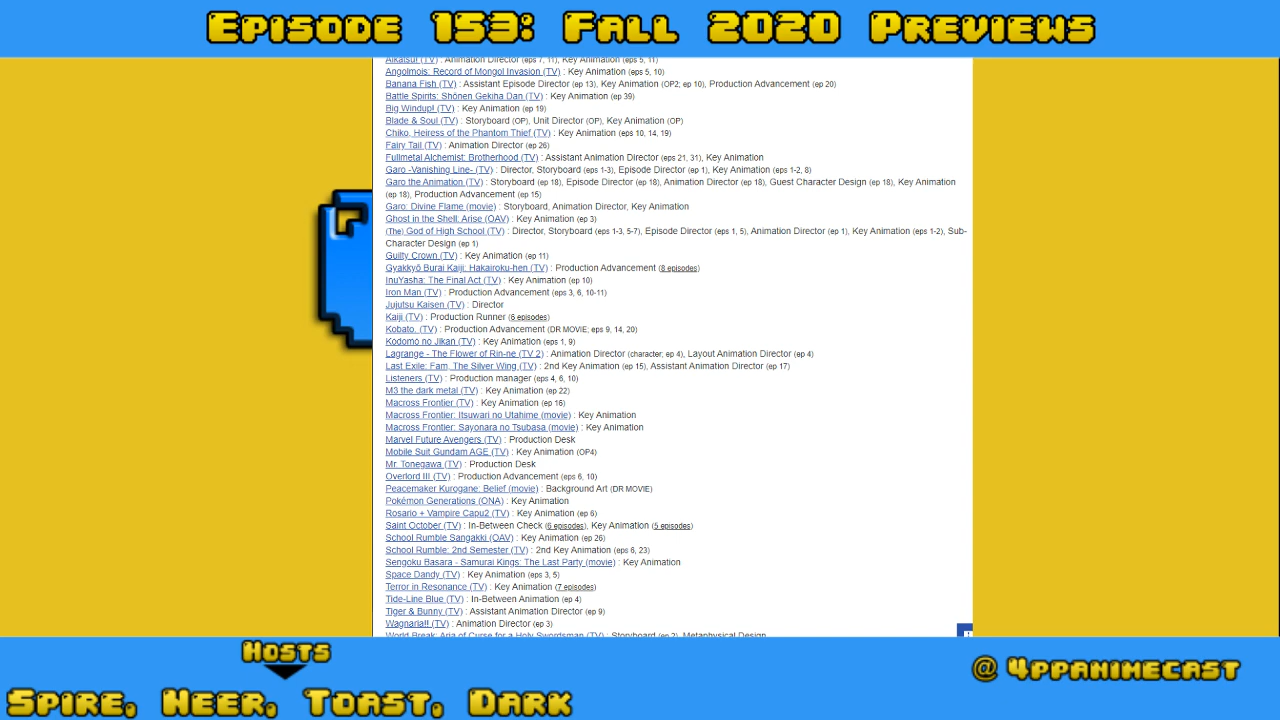 Episode 153: Fall 2020 Previews
Aikatsu! (TV) : Animation Director (eps 7, 11), Key Animation (eps 5, 11)
Angolmois: Record of Mongol Invasion (TV) : Key Animation (eps 5, 10)
Banana Fish (TV) : Assistant Episode Director (ep 13), Key Animation (OP2; ep 10), Production Advancement (ep 20)
Battle Spirits: Shônen Gekiha Dan (TV) : Key Animation (ep 39)
Big Windup! (TV) : Key Animation (ep 19)
Blade & Soul (TV) : Storyboard (OP), Unit Director (OP), Key Animation (OP)
Chiko, Heiress of the Phantom Thief (TV) : Key Animation (eps 10, 14, 19)
Fairy Tail (TV) : Animation Director (ep 26)
Fullmetal Alchemist: Brotherhood (TV) : Assistant Animation Director (eps 21, 31), Key Animation
Garo -Vanishing Line- (TV) : Director, Storyboard (eps 1-3), Episode Director (ep 1), Key Animation (eps 1-2, 8)
Garo the Animation (TV) : Storyboard (ep 18), Episode Director (ep 18), Animation Director (ep 18), Guest Character Design (ep 18), Key Animation
(ep 18), Production Advancement (ep 15)
Garo: Divine Flame (movie) : Storyboard, Animation Director, Key Animation
Ghost in the Shell: Arise (OAV) : Key Animation (ep 3)
(The) God of High School (TV) : Director, Storyboard (eps 1-3, 5-7), Episode Director (eps 1, 5), Animation Director (ep 1), Key Animation (eps 1-2), Sub-
Character Design (ep 1)
Guilty Crown (TV) : Key Animation (ep 11)
Gyakkyō Burai Kaiji: Hakairoku-hen (TV) : Production Advancement (8 episodes)
InuYasha: The Final Act (TV) : Key Animation (ep 10)
Iron Man (TV) : Production Advancement (eps 3, 6, 10-11)
Jujutsu Kaisen (TV) : Director
Kaiji (TV) : Production Runner (6 episodes)
Kobato. (TV) : Production Advancement (DR MOVIE; eps 9, 14, 20)
Kodomo no Jikan (TV) : Key Animation (eps 1, 9)
Lagrange - The Flower of Rin-ne (TV 2) : Animation Director (character; ep 4), Layout Animation Director (ep 4)
Last Exile: Fam, The Silver Wing (TV) : 2nd Key Animation (ep 15), Assistant Animation Director (ep 17)
Listeners (TV) : Production manager (eps 4, 6, 10)
M3 the dark metal (TV) : Key Animation (ep 22)
Macross Frontier (TV) : Key Animation (ep 16)
Macross Frontier: Itsuwari no Utahime (movie) : Key Animation
Macross Frontier: Sayonara no Tsubasa (movie) : Key Animation
Marvel Future Avengers (TV) : Production Desk
Mobile Suit Gundam AGE (TV) : Key Animation (OP4)
Mr. Tonegawa (TV) : Production Desk
Overlord III (TV) : Production Advancement (eps 6, 10)
Peacemaker Kurogane: Belief (movie) : Background Art (DR MOVIE)
Pokémon Generations (ONA) : Key Animation
Rosario + Vampire Capu2 (TV) : Key Animation (ep 6)
Saint October (TV) : In-Between Check (6 episodes), Key Animation (5 episodes)
School Rumble Sangakki (OAV) : Key Animation (ep 26)
School Rumble: 2nd Semester (TV) : 2nd Key Animation (eps 6, 23)
Sengoku Basara - Samurai Kings: The Last Party (movie) : Key Animation
Space Dandy (TV) : Key Animation (eps 3, 5)
Terror in Resonance (TV) : Key Animation (7 episodes)
Tide-Line Blue (TV) : In-Between Animation (ep 4)
Tiger & Bunny (TV) : Assistant Animation Director (ep 9)
Wagnaria!! (TV) : Animation Director (ep 3)
World Break: Aria of Curse for a Holy Swordsman (TV) : Storyboard (ep 2), Metaphysical Design
Hosts
Spire, Neer, Toast, Dark
@ 4ppanimecast